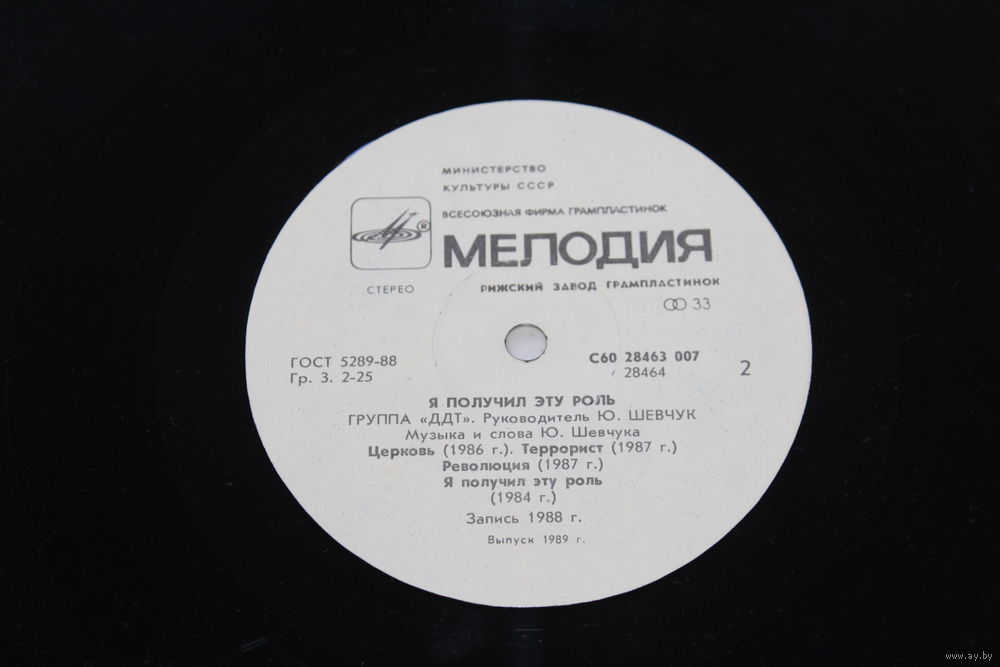 МИНИСТЕРСТВО
КУЛЬТУРЫ СССР
ВСЕСОЮЗНАЯ ФИРМА ГРАМПЛАСТИНОК
®
МЕЛОДИЯ
СТЕРЕО
РИЖСКИЙ ЗАВОД ГРАМПЛАСТИНОК
33
ГОСТ 5289-88
Гр. 3. 2-25
С60 28463 007
28464
2
Я ПОЛУЧИЛ ЭТУ РОЛЬ
ГРУППА «ДДТ». Руководитель Ю. ШЕВЧУК
Музыка и слова Ю. Шевчука
Церковь (1986 г.). Террорист (1987 г.)
Революция (1987 г.)
Я получил эту роль
(1984 г.)
Запись 1988 г.
Выпуск 1989 г.
www.ay.by